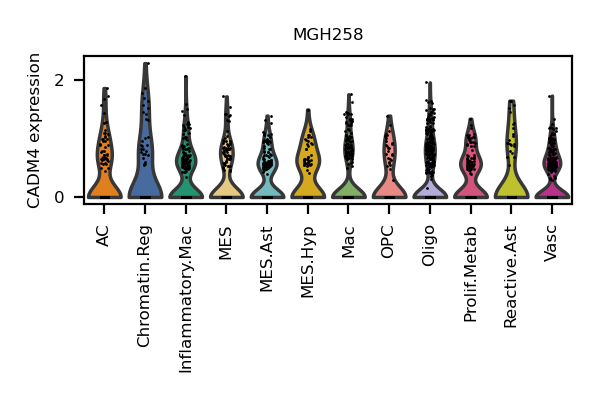 MGH258
CADM4 expression
2
0
AC
Chromatin.Reg
Inflammatory.Mac
MES
MES.Ast
MES.Hyp
Mac
OPC
Oligo
Prolif.Metab
Reactive.Ast
Vasc